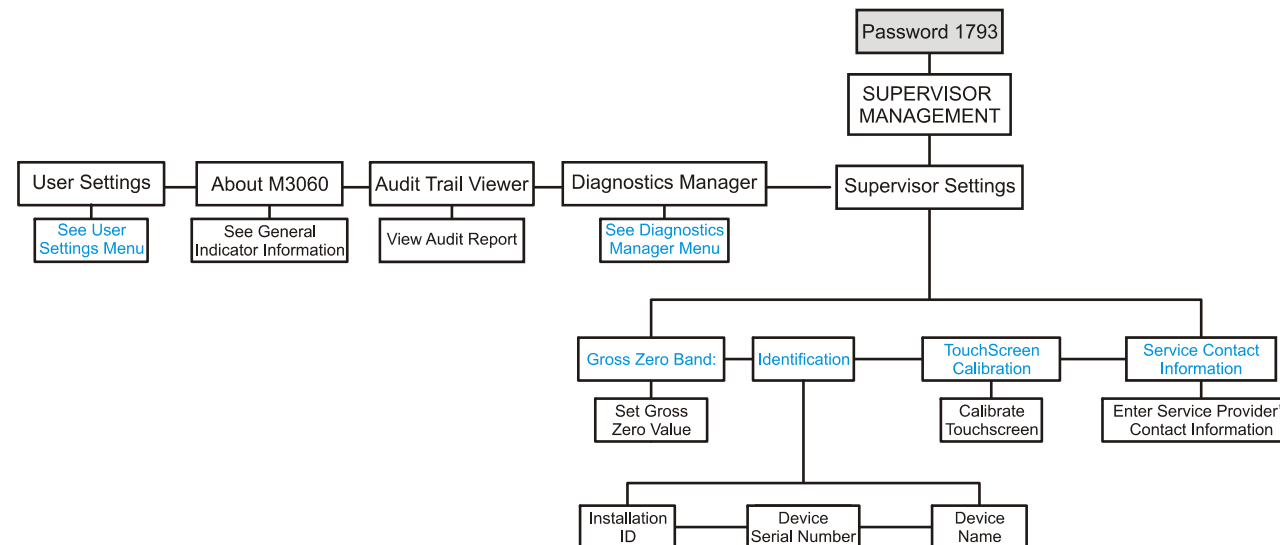 Password 1793
SUPERVISOR
MANAGEMENT
User Settings
About M3060
Audit Trail Viewer
Diagnostics Manager
Supervisor Settings
See User
Settings Menu
See General
Indicator Information
View Audit Report
See Diagnostics
Manager Menu
Gross Zero Band:
Identification
TouchScreen
Calibration
Service Contact
Information
Set Gross
Zero Value
Calibrate
Touchscreen
Enter Service Provider'
Contact Information
Installation
ID
Device
Serial Number
Device
Name